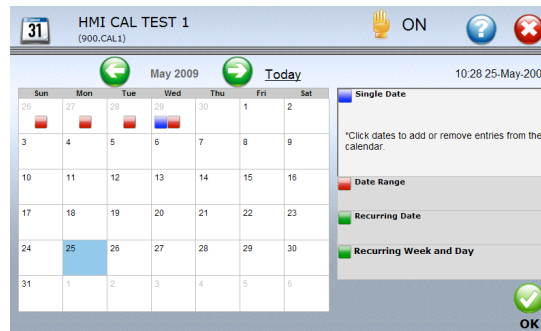 31 HMI CAL TEST 1 ON ?
(900.CAL1)
May 2009 Today 10:28 25-May-200
Sun Mon Tue Wed Thu Fri Sat
26 27 28 29 30 1 2
3 4 5 6 7 8 9
10 11 12 13 14 15 16
17 18 19 20 21 22 23
24 25 26 27 28 29 30
31 1 2 3 4 5 6
Single Date
*Click dates to add or remove entries from the
calendar.
Date Range
Recurring Date
Recurring Week and Day
OK